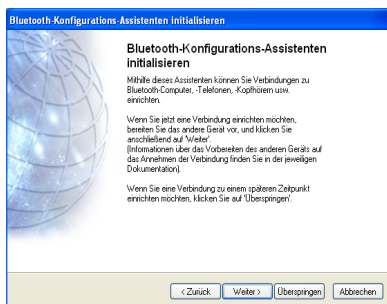 Bluetooth-Konfigurations-Assistenten initialisieren
Bluetooth-Konfigurations-Assistenten
initialisieren
Mithilfe dieses Assistenten können Sie Verbindungen zu
Bluetooth-Computer, -Telefonen, -Kopfhörern usw.
einrichten.
Wenn Sie jetzt eine Verbindung einrichten möchten,
bereiten Sie das andere Gerät vor, und klicken Sie
anschließend auf 'Weiter'.
(Informationen über das Vorbereiten des anderen Geräts auf
das Annehmen der Verbindung finden Sie in der jeweiligen
Dokumentation).
Wenn Sie eine Verbindung zu einem späteren Zeitpunkt
einrichten möchten, klicken Sie auf 'Überspringen'.
< Zurück Weiter > Überspringen Abbrechen